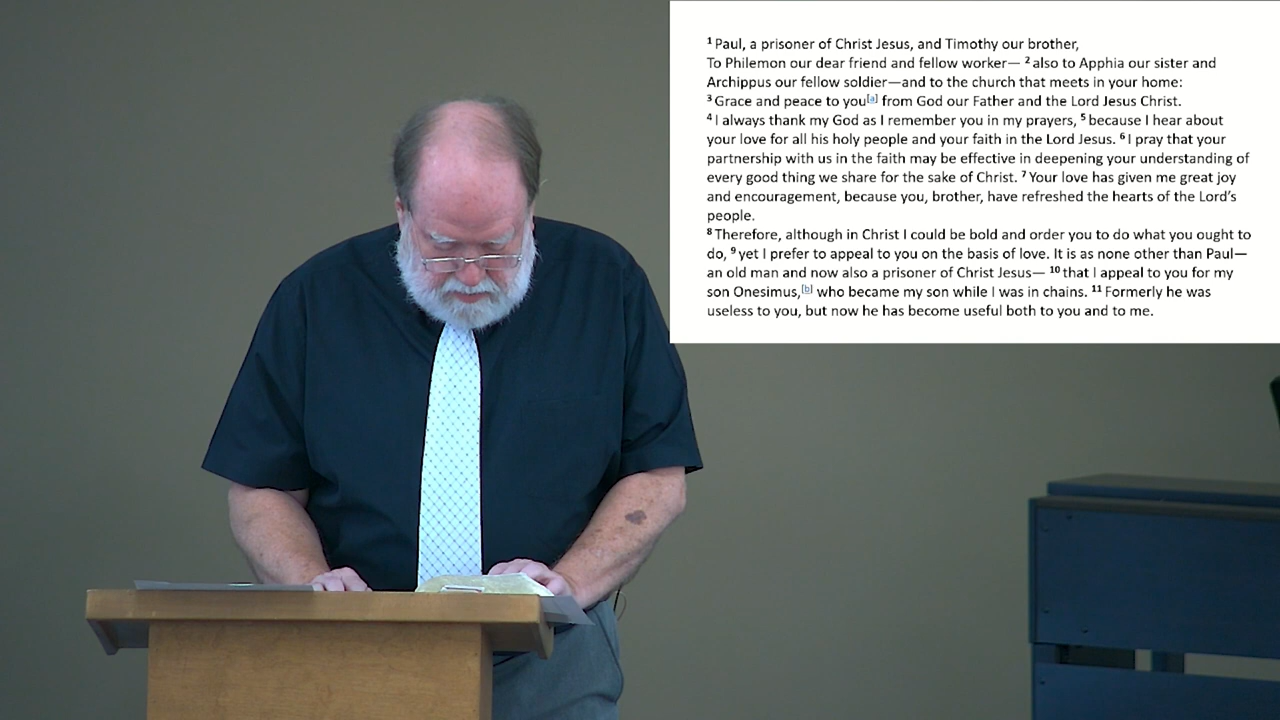 1 Paul, a prisoner of Christ Jesus, and Timothy our brother,
To Philemon our dear friend and fellow worker— 2 also to Apphia our sister and
Archippus our fellow soldier—and to the church that meets in your home:
3 Grace and peace to you[a] from God our Father and the Lord Jesus Christ.
4 I always thank my God as I remember you in my prayers, 5 because I hear about
your love for all his holy people and your faith in the Lord Jesus. 6 I pray that your
partnership with us in the faith may be effective in deepening your understanding of
every good thing we share for the sake of Christ. 7 Your love has given me great joy
and encouragement, because you, brother, have refreshed the hearts of the Lord’s
people.
8 Therefore, although in Christ I could be bold and order you to do what you ought to
do, 9 yet I prefer to appeal to you on the basis of love. It is as none other than Paul—
an old man and now also a prisoner of Christ Jesus— 10 that I appeal to you for my
son Onesimus,[b] who became my son while I was in chains. 11 Formerly he was
useless to you, but now he has become useful both to you and to me.